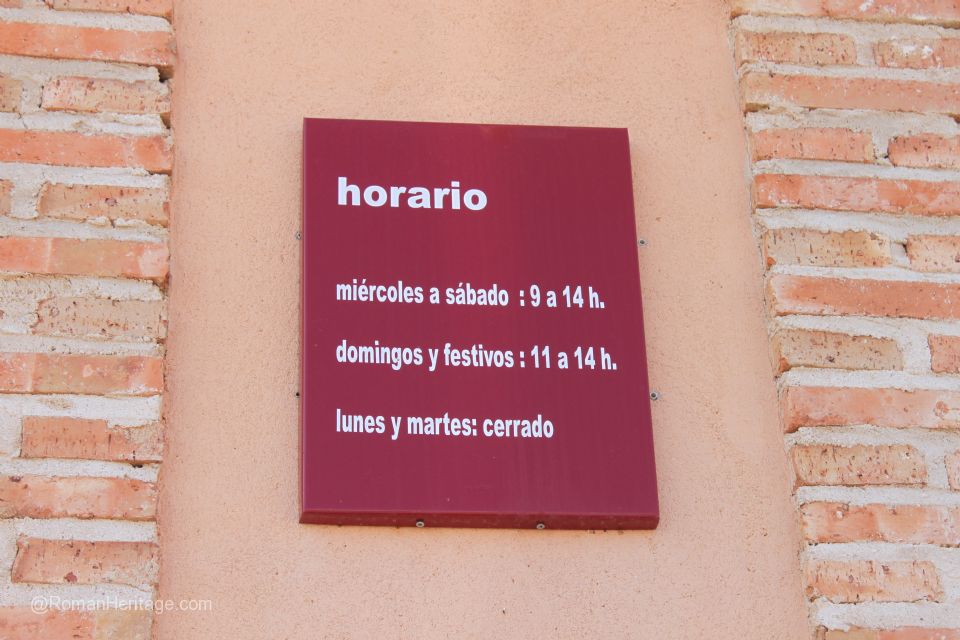 horario
miércoles a sábado : 9 a 14 h.
domingos y festivos : 11 a 14 h.
lunes y martes: cerrado
@RomanHeritage.com